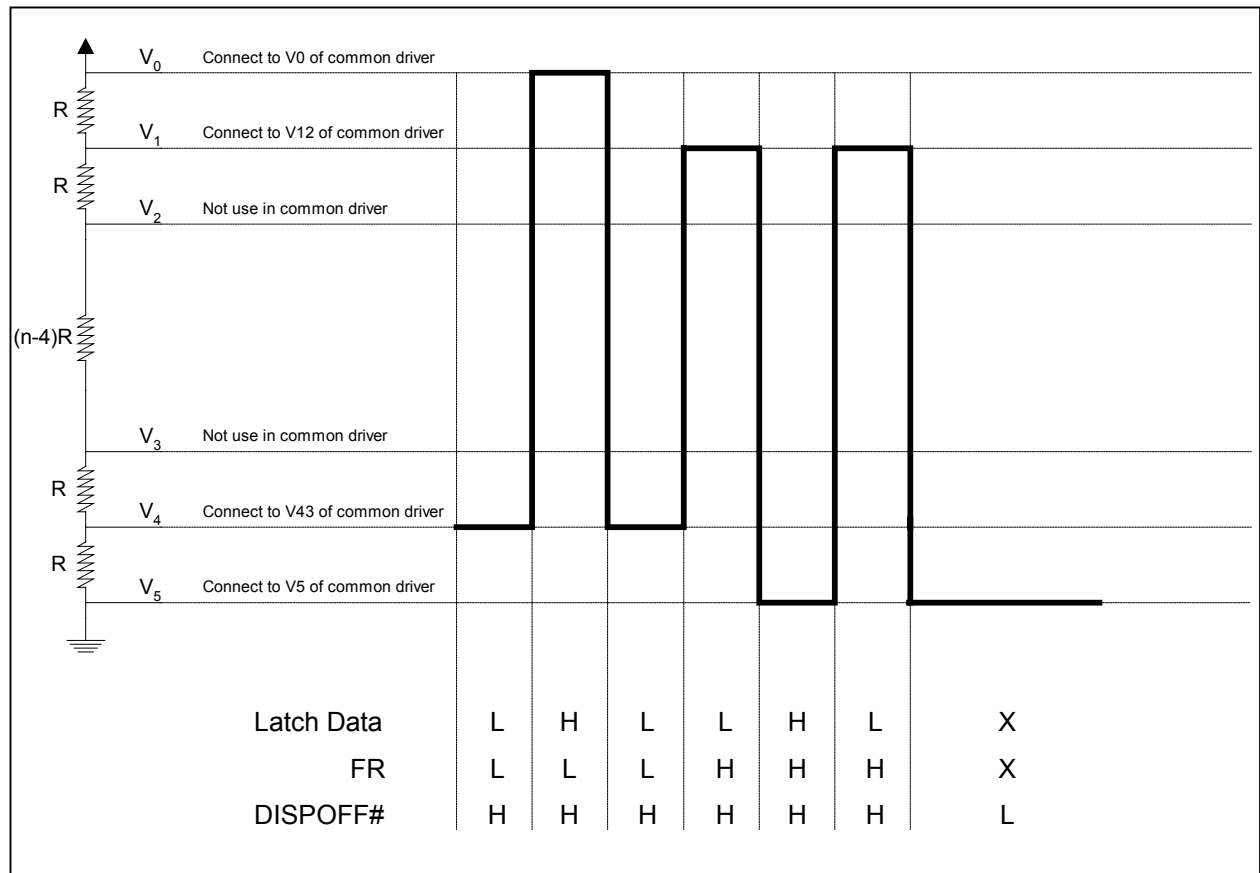 V0 Connect to V0 of common driver
R
V1 Connect to V12 of common driver
R
V2 Not use in common driver
(n-4)R
V3 Not use in common driver
R
V4 Connect to V43 of common driver
R
V5 Connect to V5 of common driver
Latch Data L H L L H L X
FR L L L H H H X
DISPOFF# H H H H H H L